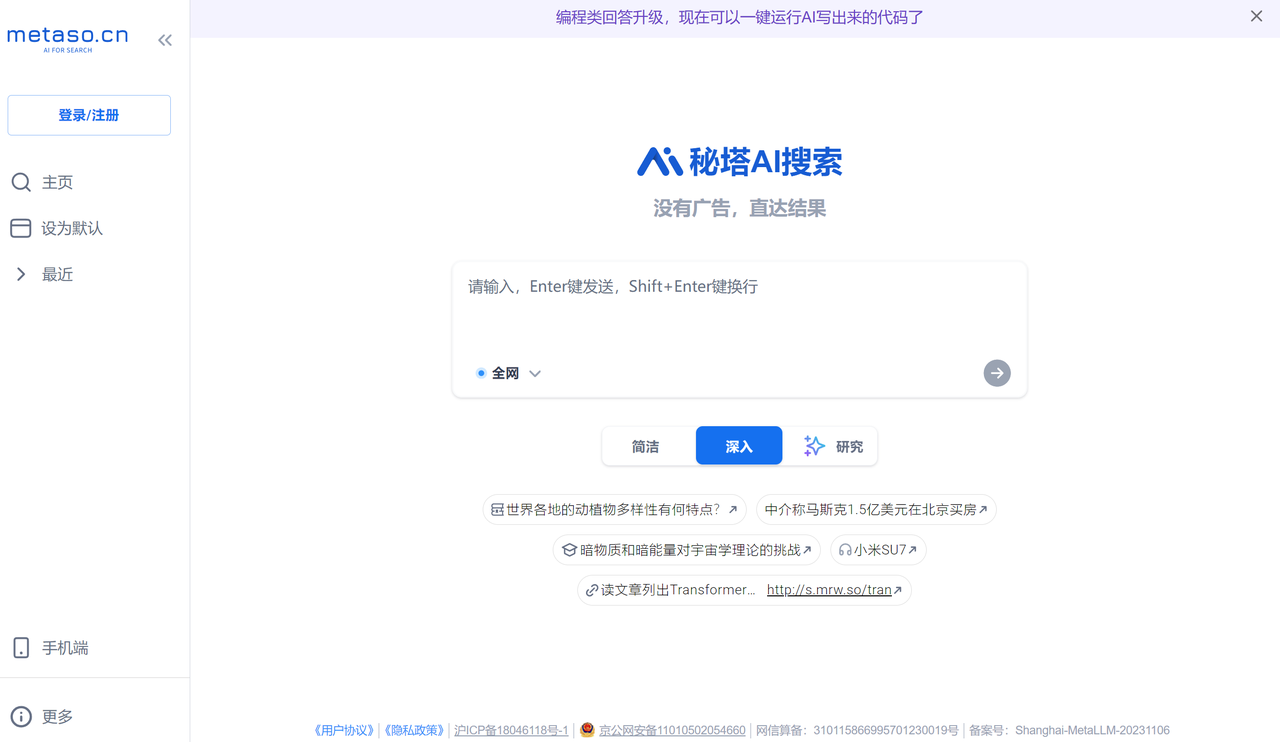 编程类回答升级，现在可以一键运行AI写出来的代码了
metaso.cn
AI FOR SEARCH
登录/注册
主页
设为默认
最近
手机端
更多
秘塔AI搜索
没有广告，直达结果
请输入，Enter键发送，Shift+Enter键换行
全网
简洁 深入 研究
世界各地的动植物多样性有何特点？ 中介称马斯克1.5亿美元在北京买房
暗物质和暗能量对宇宙学理论的挑战 小米SU7
读文章列出Transformer... http://s.mrw.so/tran
《用户协议》 | 《隐私政策》 | 沪ICP备18046118号-1 | 京公网安备11010502054660 | 网信算备：310115866995701230019号 | 备案号：Shanghai-MetaLLM-20231106